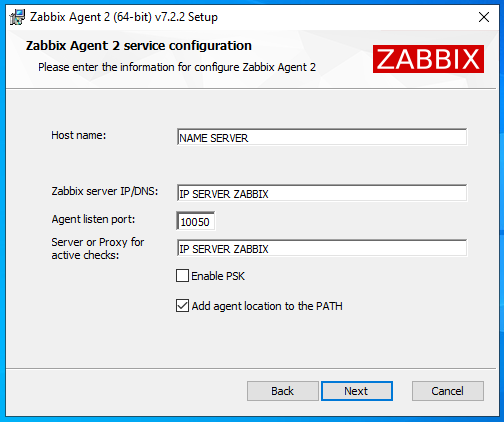 Zabbix Agent 2 (64-bit) v7.2.2 Setup
Zabbix Agent 2 service configuration
Please enter the information for configure Zabbix Agent 2
ZABBIX
Host name:
NAME SERVER
Zabbix server IP/DNS:
IP SERVER ZABBIX
Agent listen port:
10050
Server or Proxy for
active checks:
IP SERVER ZABBIX
Enable PSK
Add agent location to the PATH
Back
Next
Cancel